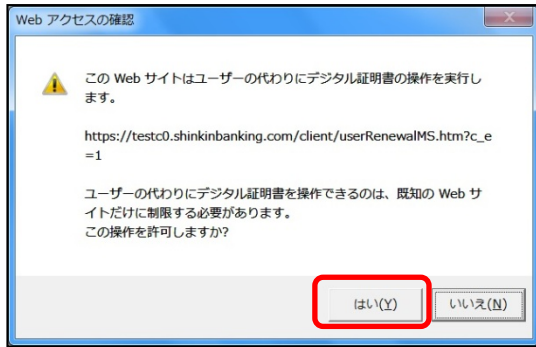 Web アクセスの確認
この Web サイトはユーザーの代わりにデジタル証明書の操作を実行し
ます。
https://testc0.shinkinbanking.com/client/userRenewalMS.htm?c_e
=1
ユーザーの代わりにデジタル証明書を操作できるのは、既知の Web サ
イトだけに制限する必要があります。
この操作を許可しますか?
はい(Y) いいえ(N)